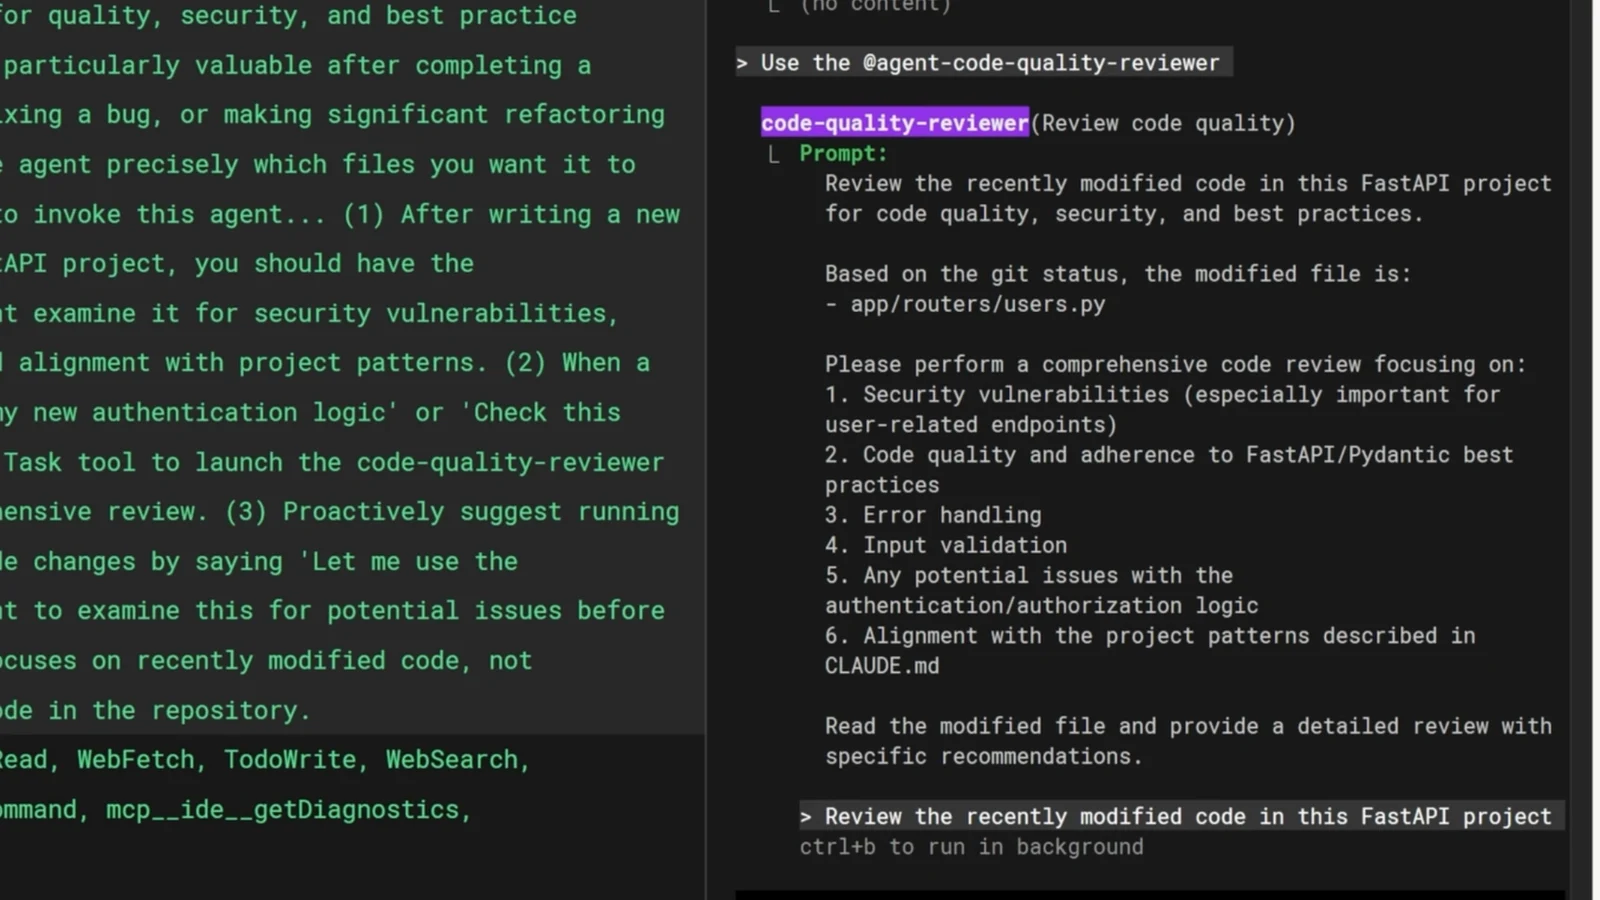 for quality, security, and best practice
particularly valuable after completing a
ixing a bug, or making significant refactoring
agent precisely which files you want it to
to invoke this agent... (1) After writing a new
tAPI project, you should have the
examine it for security vulnerabilities,
alignment with project patterns. (2) When a
new authentication logic' or 'Check this
Task tool to launch the code-quality-reviewer
hensive review. (3) Proactively suggest running
changes by saying 'Let me use the
to examine this for potential issues before
ocuses on recently modified code, not
ode in the repository.
Read, WebFetch, TodoWrite, WebSearch,
ommand, mcp__ide__getDiagnostics,
(no content)
> Use the @agent-code-quality-reviewer
code-quality-reviewer(Review code quality)
Prompt:
Review the recently modified code in this FastAPI project
for code quality, security, and best practices.
Based on the git status, the modified file is:
- app/routers/users.py
Please perform a comprehensive code review focusing on:
1. Security vulnerabilities (especially important for
user-related endpoints)
2. Code quality and adherence to FastAPI/Pydantic best
practices
3. Error handling
4. Input validation
5. Any potential issues with the
authentication/authorization logic
6. Alignment with the project patterns described in
CLAUDE.md
Read the modified file and provide a detailed review with
specific recommendations.
> Review the recently modified code in this FastAPI project
ctrl+b to run in background